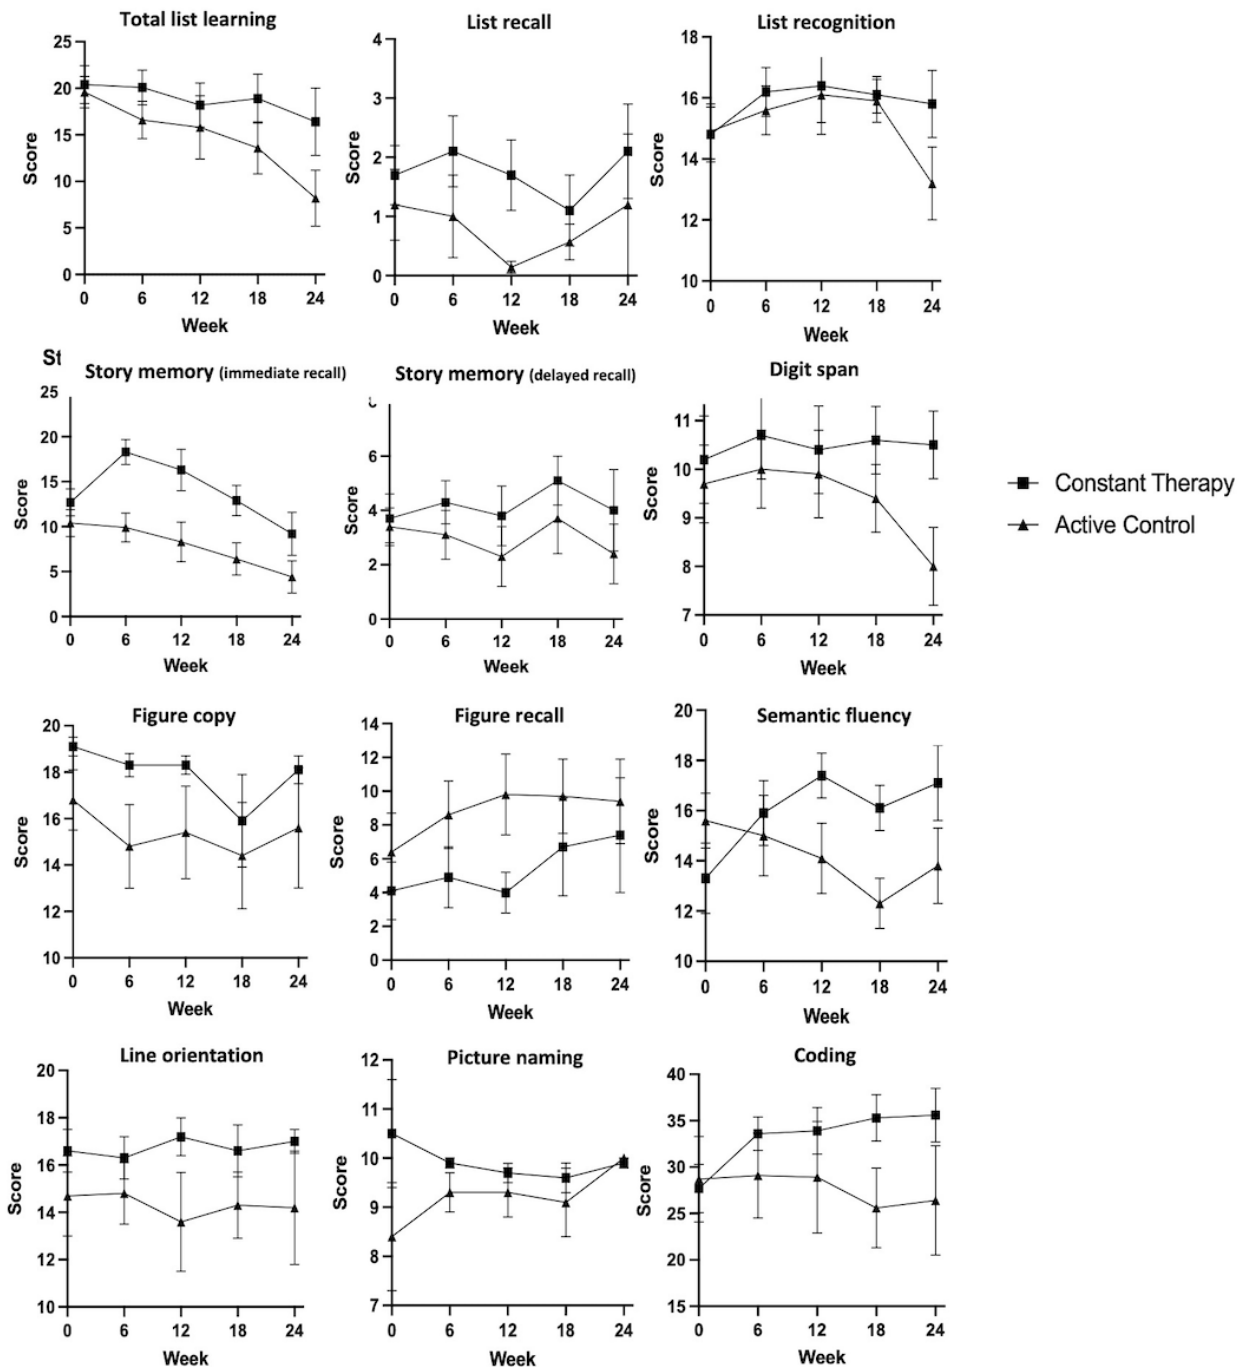 Total list learning
25
20
15
10
5
0
Score
0 6 12 18 24
Week
List recall
4
3
2
1
0
Score
0 6 12 18 24
Week
List recognition
18
16
14
12
10
Score
0 6 12 18 24
Week
St
Story memory (immediate recall)
25
20
15
10
5
0
Score
0 6 12 18 24
Week
Story memory (delayed recall)
6
4
2
0
Score
0 6 12 18 24
Week
Digit span
11
10
9
8
7
Score
0 6 12 18 24
Week
Constant Therapy
Active Control
Figure copy
20
18
16
14
12
10
Score
0 6 12 18 24
Week
Figure recall
14
12
10
8
6
4
2
0
Score
0 6 12 18 24
Week
Semantic fluency
20
18
16
14
12
10
Score
0 6 12 18 24
Week
Line orientation
20
18
16
14
12
10
Score
0 6 12 18 24
Week
Picture naming
12
11
10
9
8
7
Score
0 6 12 18 24
Week
Coding
40
35
30
25
20
15
Score
0 6 12 18 24
Week